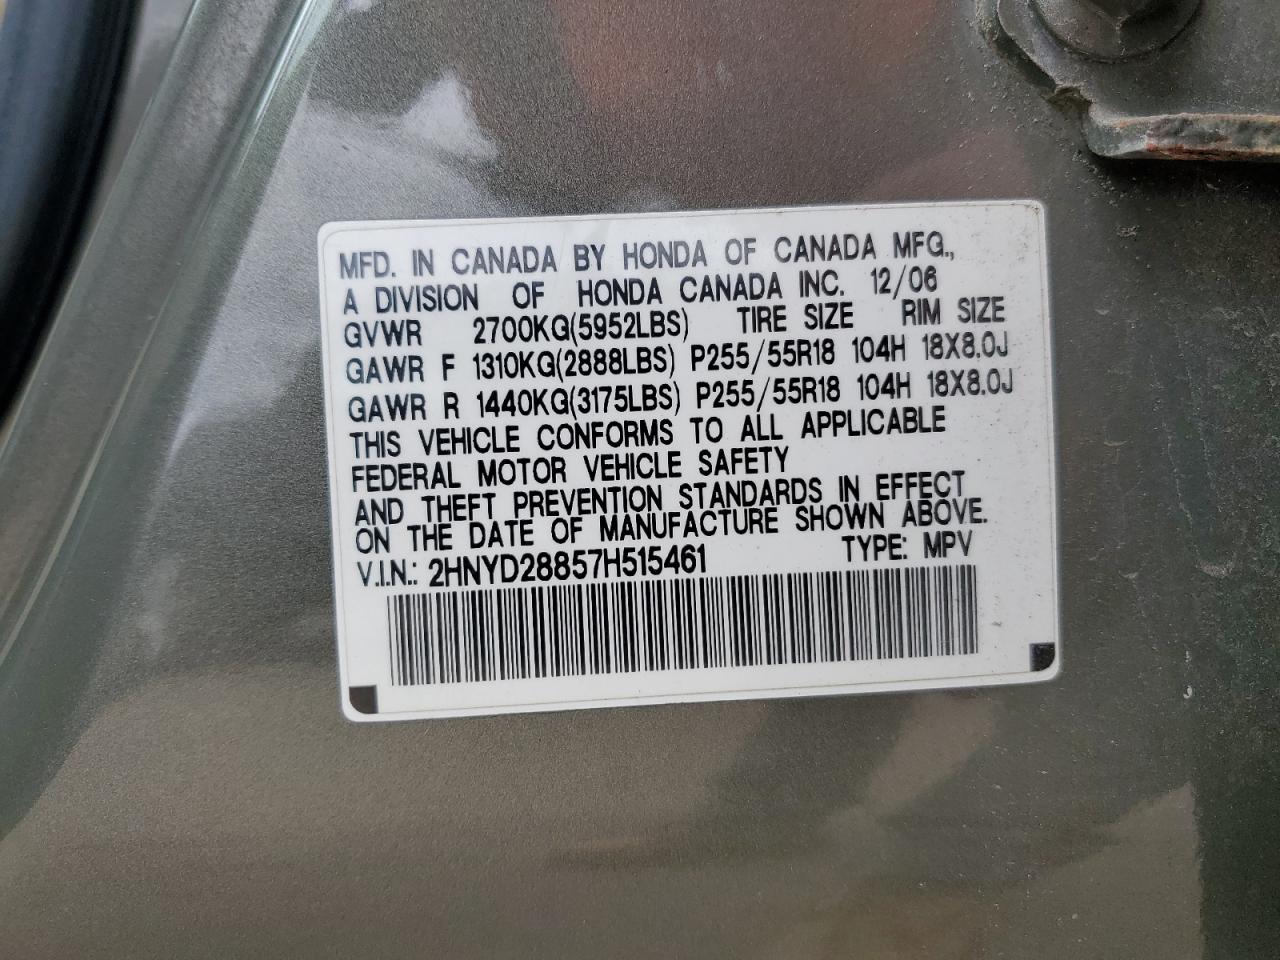 MFD. IN CANADA BY HONDA OF CANADA MFG.,
A DIVISION OF HONDA CANADA INC. 12/06
GVWR 2700KG(5952LBS) TIRE SIZE RIM SIZE
GAWR F 1310KG(2888LBS) P255/55R18 104H 18X8.0J
GAWR R 1440KG(3175LBS) P255/55R18 104H 18X8.0J
THIS VEHICLE CONFORMS TO ALL APPLICABLE
FEDERAL MOTOR VEHICLE SAFETY
AND THEFT PREVENTION STANDARDS IN EFFECT
ON THE DATE OF MANUFACTURE SHOWN ABOVE.
V.I.N.: 2HNYD28857H515461 TYPE: MPV